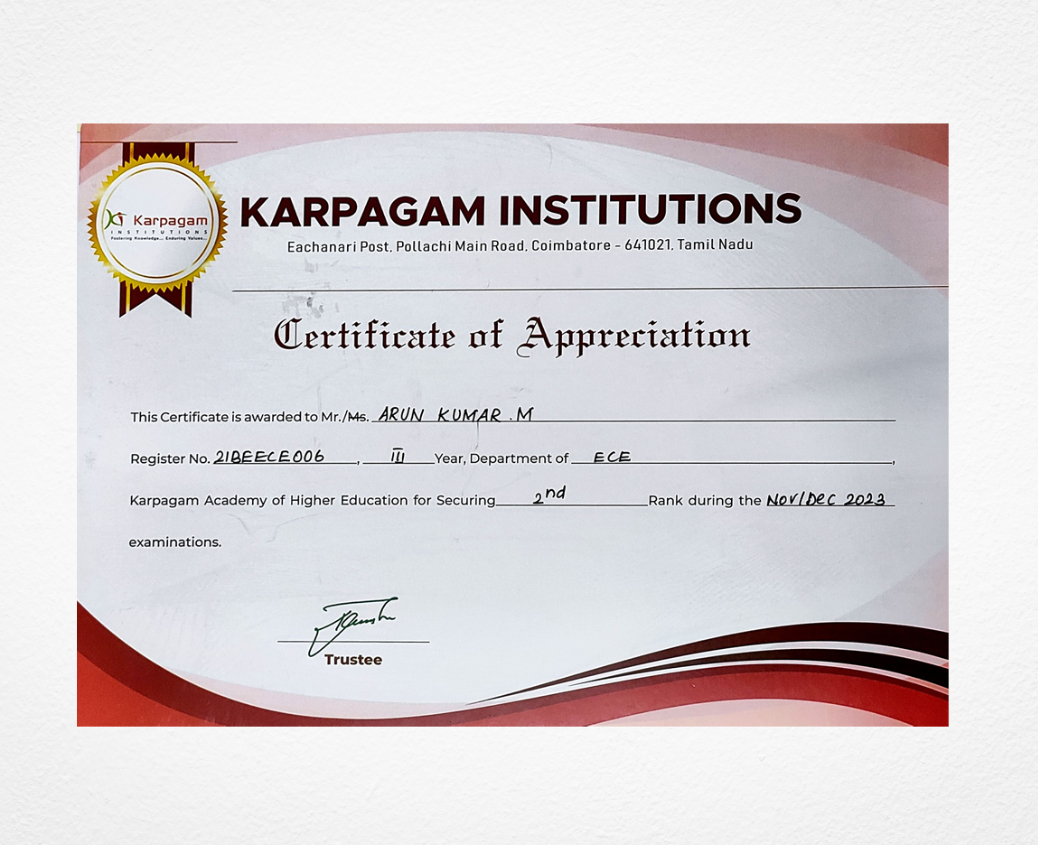 Karpagam
INSTITUTIONS
Fostering Knowledge... Enduring Values...
KARPAGAM INSTITUTIONS
Eachanari Post, Pollachi Main Road, Coimbatore - 641021, Tamil Nadu
Certificate of Appreciation
This Certificate is awarded to Mr./Ms. ARUN KUMAR .M
Register No. 21BEECE006, III Year, Department of ECE,
Karpagam Academy of Higher Education for Securing 2nd Rank during the Nov/Dec 2023
examinations.
Trustee